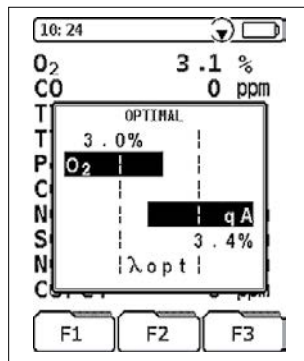 10:24
O₂ 3.1 %
CO 0 ppm
T
OPTIMAL
T
3.0%
P
O₂
C
N
qA
S
3.4%
N
λopt
C
F1 F2 F3